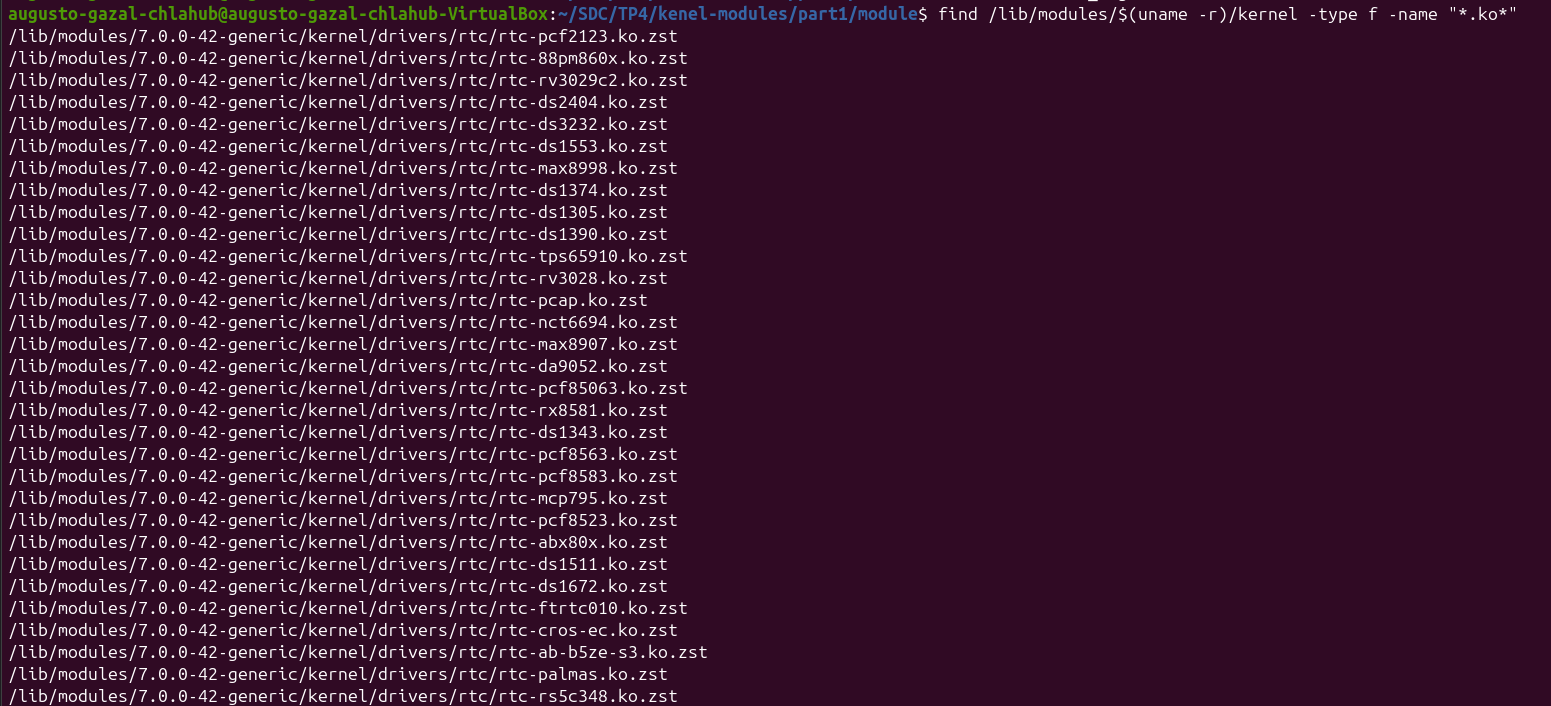 augusto-gazal-chlahub@augusto-gazal-chlahub-VirtualBox:~/SDC/TP4/kenel-modules/part1/module$ find /lib/modules/$(uname -r)/kernel -type f -name "*.ko*"
/lib/modules/7.0.0-42-generic/kernel/drivers/rtc/rtc-pcf2123.ko.zst
/lib/modules/7.0.0-42-generic/kernel/drivers/rtc/rtc-88pm860x.ko.zst
/lib/modules/7.0.0-42-generic/kernel/drivers/rtc/rtc-rv3029c2.ko.zst
/lib/modules/7.0.0-42-generic/kernel/drivers/rtc/rtc-ds2404.ko.zst
/lib/modules/7.0.0-42-generic/kernel/drivers/rtc/rtc-ds3232.ko.zst
/lib/modules/7.0.0-42-generic/kernel/drivers/rtc/rtc-ds1553.ko.zst
/lib/modules/7.0.0-42-generic/kernel/drivers/rtc/rtc-max8998.ko.zst
/lib/modules/7.0.0-42-generic/kernel/drivers/rtc/rtc-ds1374.ko.zst
/lib/modules/7.0.0-42-generic/kernel/drivers/rtc/rtc-ds1305.ko.zst
/lib/modules/7.0.0-42-generic/kernel/drivers/rtc/rtc-ds1390.ko.zst
/lib/modules/7.0.0-42-generic/kernel/drivers/rtc/rtc-tps65910.ko.zst
/lib/modules/7.0.0-42-generic/kernel/drivers/rtc/rtc-rv3028.ko.zst
/lib/modules/7.0.0-42-generic/kernel/drivers/rtc/rtc-pcap.ko.zst
/lib/modules/7.0.0-42-generic/kernel/drivers/rtc/rtc-nct6694.ko.zst
/lib/modules/7.0.0-42-generic/kernel/drivers/rtc/rtc-max8907.ko.zst
/lib/modules/7.0.0-42-generic/kernel/drivers/rtc/rtc-da9052.ko.zst
/lib/modules/7.0.0-42-generic/kernel/drivers/rtc/rtc-pcf85063.ko.zst
/lib/modules/7.0.0-42-generic/kernel/drivers/rtc/rtc-rx8581.ko.zst
/lib/modules/7.0.0-42-generic/kernel/drivers/rtc/rtc-ds1343.ko.zst
/lib/modules/7.0.0-42-generic/kernel/drivers/rtc/rtc-pcf8563.ko.zst
/lib/modules/7.0.0-42-generic/kernel/drivers/rtc/rtc-pcf8583.ko.zst
/lib/modules/7.0.0-42-generic/kernel/drivers/rtc/rtc-mcp795.ko.zst
/lib/modules/7.0.0-42-generic/kernel/drivers/rtc/rtc-pcf8523.ko.zst
/lib/modules/7.0.0-42-generic/kernel/drivers/rtc/rtc-abx80x.ko.zst
/lib/modules/7.0.0-42-generic/kernel/drivers/rtc/rtc-ds1511.ko.zst
/lib/modules/7.0.0-42-generic/kernel/drivers/rtc/rtc-ds1672.ko.zst
/lib/modules/7.0.0-42-generic/kernel/drivers/rtc/rtc-ftrtc010.ko.zst
/lib/modules/7.0.0-42-generic/kernel/drivers/rtc/rtc-cros-ec.ko.zst
/lib/modules/7.0.0-42-generic/kernel/drivers/rtc/rtc-ab-b5ze-s3.ko.zst
/lib/modules/7.0.0-42-generic/kernel/drivers/rtc/rtc-palmas.ko.zst
/lib/modules/7.0.0-42-generic/kernel/drivers/rtc/rtc-rs5c348.ko.zst